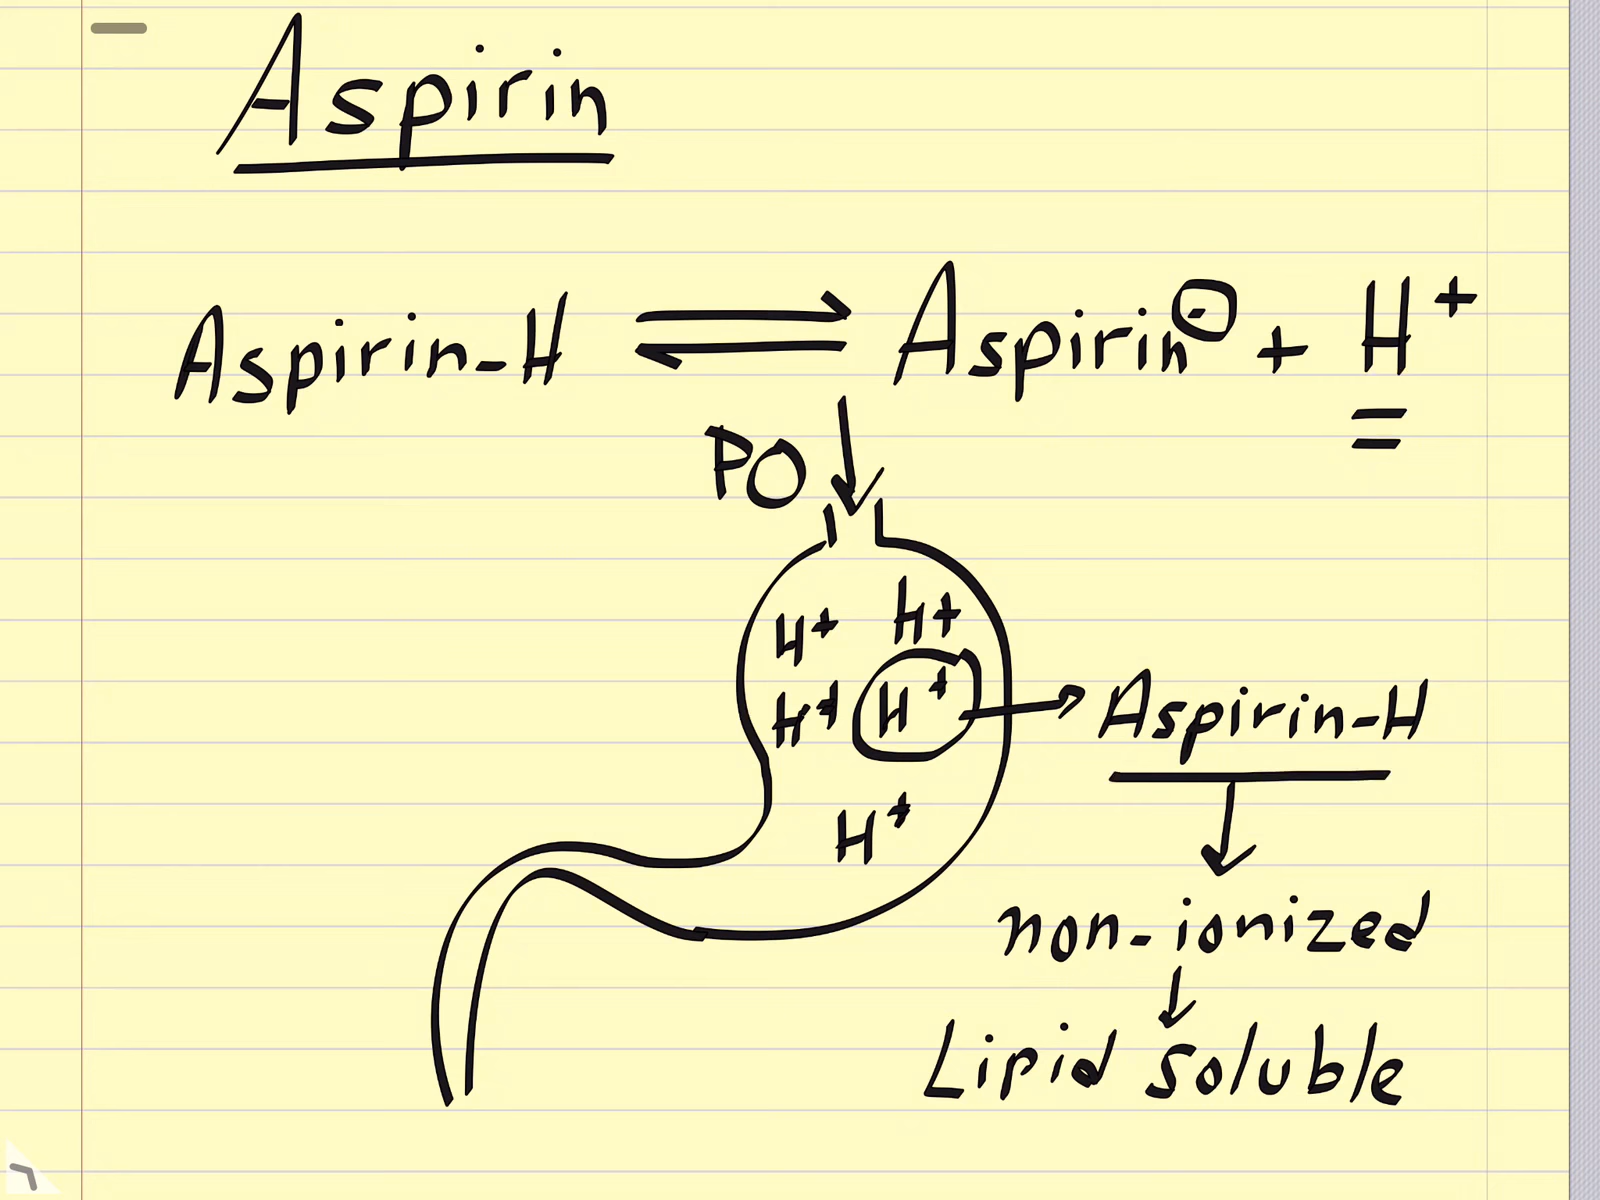 Aspirin
Aspirin-H ⇌ Aspirin⊖ + H+
PO
H+ H+
H+ H+ → Aspirin-H
H+
non-ionized
Lipid soluble